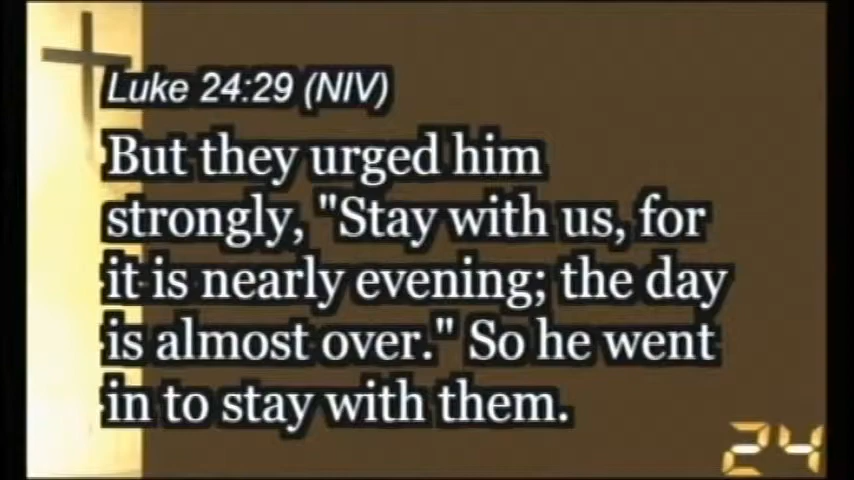 Luke 24:29 (NIV)
But they urged him
strongly, "Stay with us, for
it is nearly evening; the day
is almost over." So he went
in to stay with them.
24